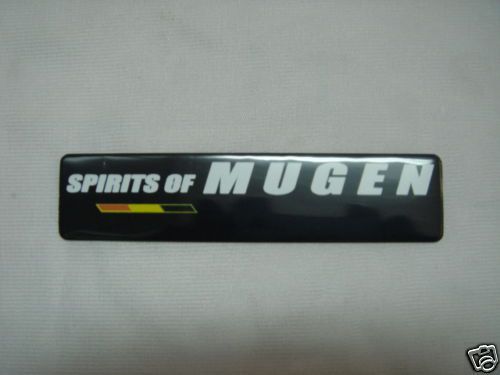 SPIRITS OF MUGEN